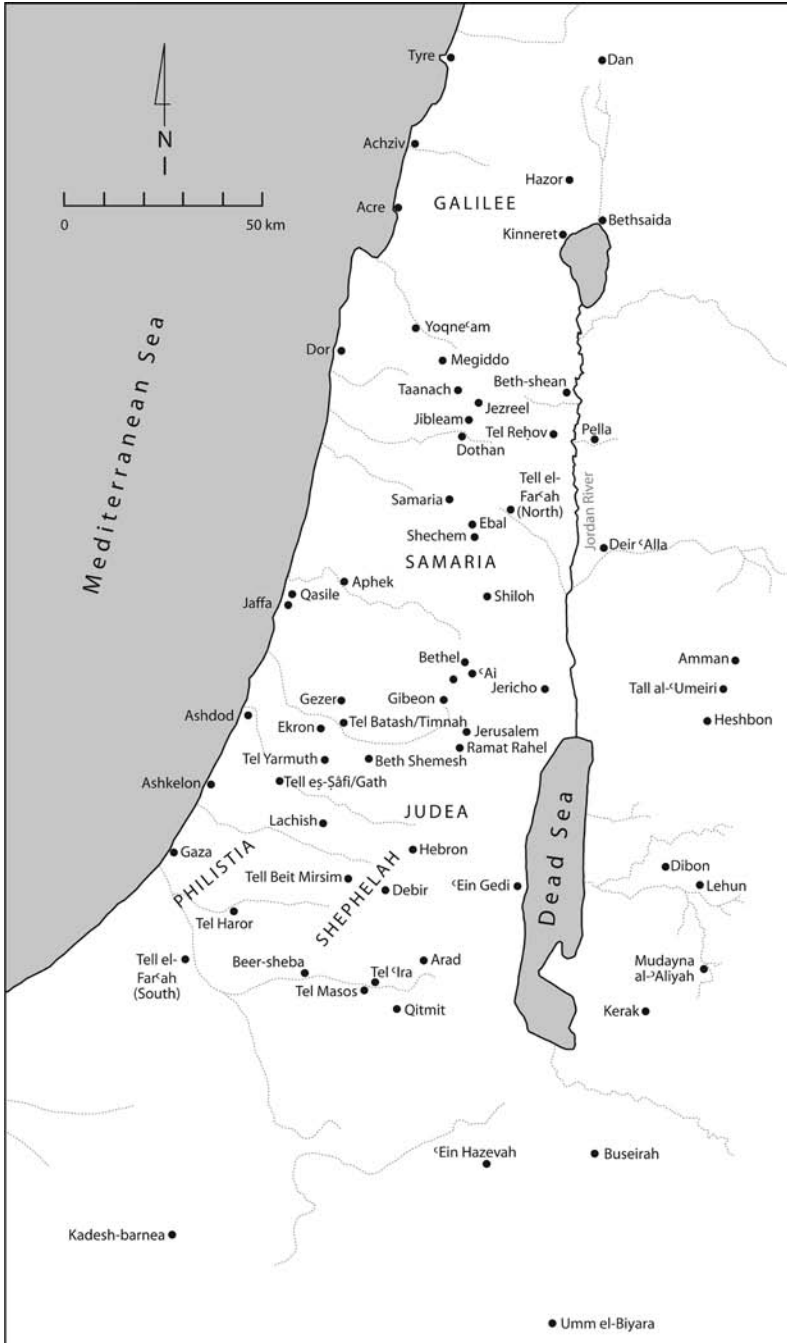 Tyre
Dan
N
Achziv
Hazor
0
50 km
Acre
GALILEE
Bethsaida
Kinneret
Mediterranean Sea
Yoqneʿam
Dor
Megiddo
Taanach
Beth-shean
Jezreel
Jibleam
Tel Reḥov
Pella
Dothan
Samaria
Tell el-
Farʿah
(North)
Jordan River
Ebal
Shechem
Deir ʿAlla
SAMARIA
Aphek
Qasile
Jaffa
Shiloh
Bethel
ʿAi
Amman
Jericho
Tall al-ʿUmeiri
Gezer
Gibeon
Ashdod
Tel Batash/Timnah
Heshbon
Ekron
Jerusalem
Ramat Rahel
Tel Yarmuth
Beth Shemesh
Ashkelon
Tell eṣ-Ṣâfi/Gath
JUDEA
Lachish
Dead Sea
Gaza
PHILISTIA
Hebron
SHEPHELAH
Tell Beit Mirsim
Debir
ʿEin Gedi
Dibon
Lehun
Tel Haror
Tell el-
Farʿah
(South)
Beer-sheba
Arad
Tel ʿIra
Tel Masos
Mudayna
al-ʾAliyah
Qitmit
Kerak
ʿEin Hazevah
Buseirah
Kadesh-barnea
Umm el-Biyara